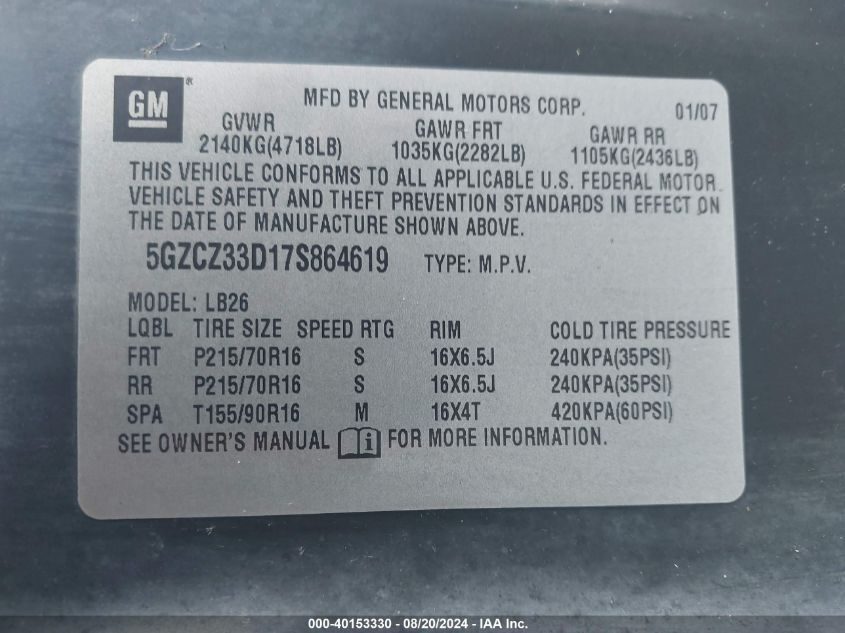 GM ®
MFD BY GENERAL MOTORS CORP. 01/07
GVWR GAWR FRT GAWR RR
2140KG(4718LB) 1035KG(2282LB) 1105KG(2436LB)
THIS VEHICLE CONFORMS TO ALL APPLICABLE U.S. FEDERAL MOTOR
VEHICLE SAFETY AND THEFT PREVENTION STANDARDS IN EFFECT ON
THE DATE OF MANUFACTURE SHOWN ABOVE.
5GZCZ33D17S864619 TYPE: M.P.V.
MODEL: LB26
LQBL TIRE SIZE SPEED RTG RIM COLD TIRE PRESSURE
FRT P215/70R16 S 16X6.5J 240KPA(35PSI)
RR P215/70R16 S 16X6.5J 240KPA(35PSI)
SPA T155/90R16 M 16X4T 420KPA(60PSI)
SEE OWNER'S MANUAL i FOR MORE INFORMATION.
000-40153330 - 08/20/2024 - IAA Inc.